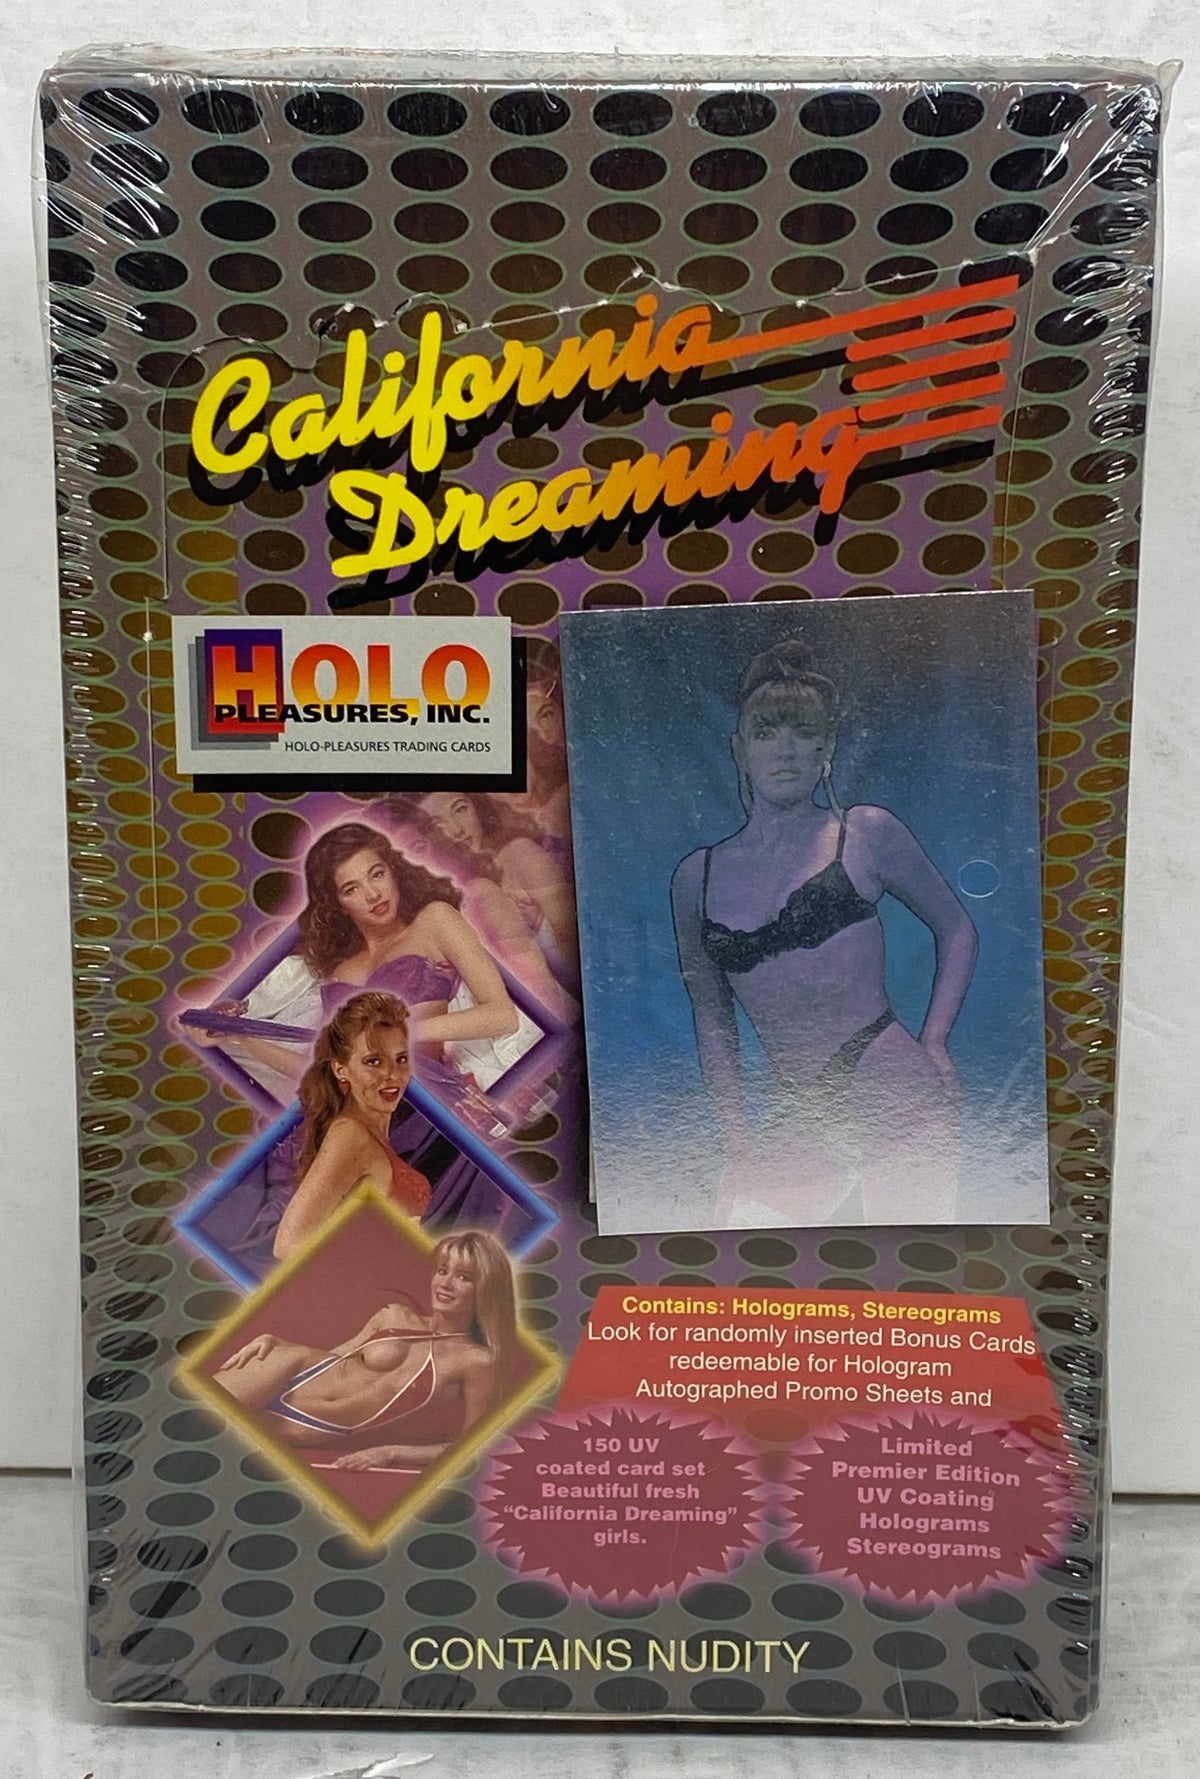 California
Dreaming
HOLO
PLEASURES, INC.
HOLO-PLEASURES TRADING CARDS
Contains: Holograms, Stereograms
Look for randomly inserted Bonus Cards
redeemable for Hologram
Autographed Promo Sheets and
150 UV
coated card set
Beautiful fresh
"California Dreaming"
girls.
Limited
Premier Edition
UV Coating
Holograms
Stereograms
CONTAINS NUDITY